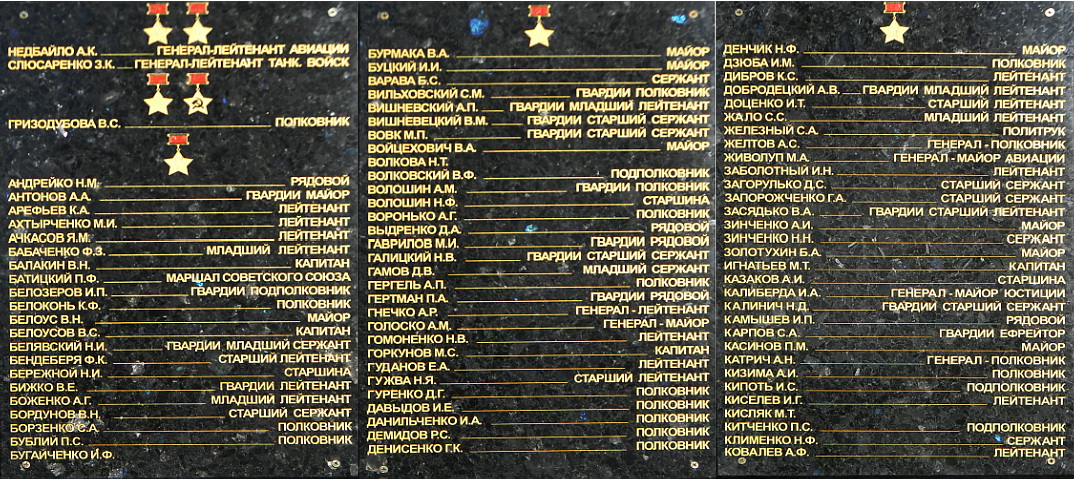 НЕДБАЙЛО А.К. ГЕНЕРАЛ-ЛЕЙТЕНАНТ АВИАЦИИ
СЛЮСАРЕНКО З.К. ГЕНЕРАЛ-ЛЕЙТЕНАНТ ТАНК. ВОЙСК
ГРИЗОДУБОВА В.С. ПОЛКОВНИК
АНДРЕЙКО Н.М. РЯДОВОЙ
АНТОНОВ А.А. ГВАРДИИ МАЙОР
АРЕФЬЕВ К.А. ЛЕЙТЕНАНТ
АХТЫРЧЕНКО М.И. ЛЕЙТЕНАНТ
АЧКАСОВ Я.М. ЛЕЙТЕНАНТ
БАБАЧЕНКО Ф.З. МЛАДШИЙ ЛЕЙТЕНАНТ
БАЛАКИН В.Н. КАПИТАН
БАТИЦКИЙ П.Ф. МАРШАЛ СОВЕТСКОГО СОЮЗА
БЕЛОЗЕРОВ И.П. ГВАРДИИ ПОДПОЛКОВНИК
БЕЛОКОНЬ К.Ф. ПОЛКОВНИК
БЕЛОУС В.Н. МАЙОР
БЕЛОУСОВ В.С. КАПИТАН
БЕЛЯВСКИЙ Н.И. ГВАРДИИ МЛАДШИЙ СЕРЖАНТ
ВЕНДЕБЕРЯ Ф.К. СТАРШИЙ ЛЕЙТЕНАНТ
БЕРЕЖНОЙ Н.И. СТАРШИНА
БИЖКО В.Е. ГВАРДИИ ЛЕЙТЕНАНТ
БОЖЕНКО А.Г. МЛАДШИЙ ЛЕЙТЕНАНТ
БОРДУНОВ В.Н. СТАРШИЙ СЕРЖАНТ
БОРЗЕНКО С.А. ПОЛКОВНИК
БУБЛИЙ П.С. ПОЛКОВНИК
БУГАЙЧЕНКО И.Ф.
БУРМАКА В.А. МАЙОР
БУЦКИЙ И.И. МАЙОР
ВАРАВА Б.С. СЕРЖАНТ
ВИЛЬХОВСКИЙ С.М. ГВАРДИИ ПОЛКОВНИК
ВИШНЕВСКИЙ А.П. ГВАРДИИ МЛАДШИЙ ЛЕЙТЕНАНТ
ВИШНЕВЕЦКИЙ В.М. ГВАРДИИ СТАРШИЙ СЕРЖАНТ
ВОВК М.П. ГВАРДИИ СТАРШИЙ СЕРЖАНТ
ВОЙЦЕХОВИЧ В.А. МАЙОР
ВОЛКОВА Н.Т.
ВОЛКОВСКИЙ В.Ф. ПОДПОЛКОВНИК
ВОЛОШИН А.М. ГВАРДИИ ПОЛКОВНИК
ВОЛОШИН Н.Ф. СТАРШИНА
ВОРОНЬКО А.Г. ПОЛКОВНИК
ВЫДРЕНКО Д.А. РЯДОВОЙ
ГАВРИЛОВ М.И. ГВАРДИИ РЯДОВОЙ
ГАЛИЦКИЙ Н.В. ГВАРДИИ СТАРШИЙ СЕРЖАНТ
ГАМОВ Д.В. МЛАДШИЙ СЕРЖАНТ
ГЕРГЕЛЬ А.П. ПОЛКОВНИК
ГЕРТМАН П.А. ГВАРДИИ РЯДОВОЙ
ГНЕЧКО А.Р. ГЕНЕРАЛ - ЛЕЙТЕНАНТ
ГОЛОСКО А.М. ГЕНЕРАЛ - МАЙОР
ГОМОНЕНКО Н.В. ЛЕЙТЕНАНТ
ГОРКУНОВ М.С. КАПИТАН
ГУДАНОВ Е.А. ЛЕЙТЕНАНТ
ГУЖВА Н.Я. СТАРШИЙ ЛЕЙТЕНАНТ
ГУРЕНКО Д.Г. ПОЛКОВНИК
ДАВЫДОВ И.Е. ПОЛКОВНИК
ДАНИЛЬЧЕНКО И.А. ПОЛКОВНИК
ДЕМИДОВ Р.С. ПОЛКОВНИК
ДЕНИСЕНКО Г.К. ПОЛКОВНИК
ДЕНЧИК Н.Ф. МАЙОР
ДЗЮБА И.М. ПОЛКОВНИК
ДИБРОВ К.С. ЛЕЙТЕНАНТ
ДОБРОДЕЦКИЙ А.В. ГВАРДИИ МЛАДШИЙ ЛЕЙТЕНАНТ
ДОЦЕНКО И.Т. СТАРШИЙ ЛЕЙТЕНАНТ
ЖАЛО С.С. МЛАДШИЙ ЛЕЙТЕНАНТ
ЖЕЛЕЗНЫЙ С.А. ПОЛИТРУК
ЖЕЛТОВ А.С. ГЕНЕРАЛ - ПОЛКОВНИК
ЖИВОЛУП М.А. ГЕНЕРАЛ - МАЙОР АВИАЦИИ
ЗАБОЛОТНЫЙ И.Н. ЛЕЙТЕНАНТ
ЗАГОРУЛЬКО Д.С. СТАРШИЙ СЕРЖАНТ
ЗАПОРОЖЧЕНКО Г.А. СТАРШИЙ СЕРЖАНТ
ЗАСЯДЬКО В.А. ГВАРДИИ СТАРШИЙ ЛЕЙТЕНАНТ
ЗИНЧЕНКО А.И. МАЙОР
ЗИНЧЕНКО Н.Н. СЕРЖАНТ
ЗОЛОТУХИН Б.А. МАЙОР
ИГНАТЬЕВ М.Т. КАПИТАН
КАЗАКОВ А.И. СТАРШИНА
КАЛИБЕРДА И.А. ГЕНЕРАЛ - МАЙОР ЮСТИЦИИ
КАЛИНИЧ Н.Д. ГВАРДИИ СТАРШИЙ СЕРЖАНТ
КАМЫШЕВ И.П. РЯДОВОЙ
КАРПОВ С.А. ГВАРДИИ ЕФРЕЙТОР
КАСИНОВ П.М. МАЙОР
КАТРИЧ А.Н. ГЕНЕРАЛ - ПОЛКОВНИК
КИЗИМА А.И. ПОЛКОВНИК
КИПОТЬ И.С. ПОДПОЛКОВНИК
КИСЕЛЕВ И.Г. ЛЕЙТЕНАНТ
КИСЛЯК М.Т.
КИТЧЕНКО П.С. ПОДПОЛКОВНИК
КЛИМЕНКО Н.Ф. СЕРЖАНТ
КОВАЛЕВ А.Ф. ЛЕЙТЕНАНТ